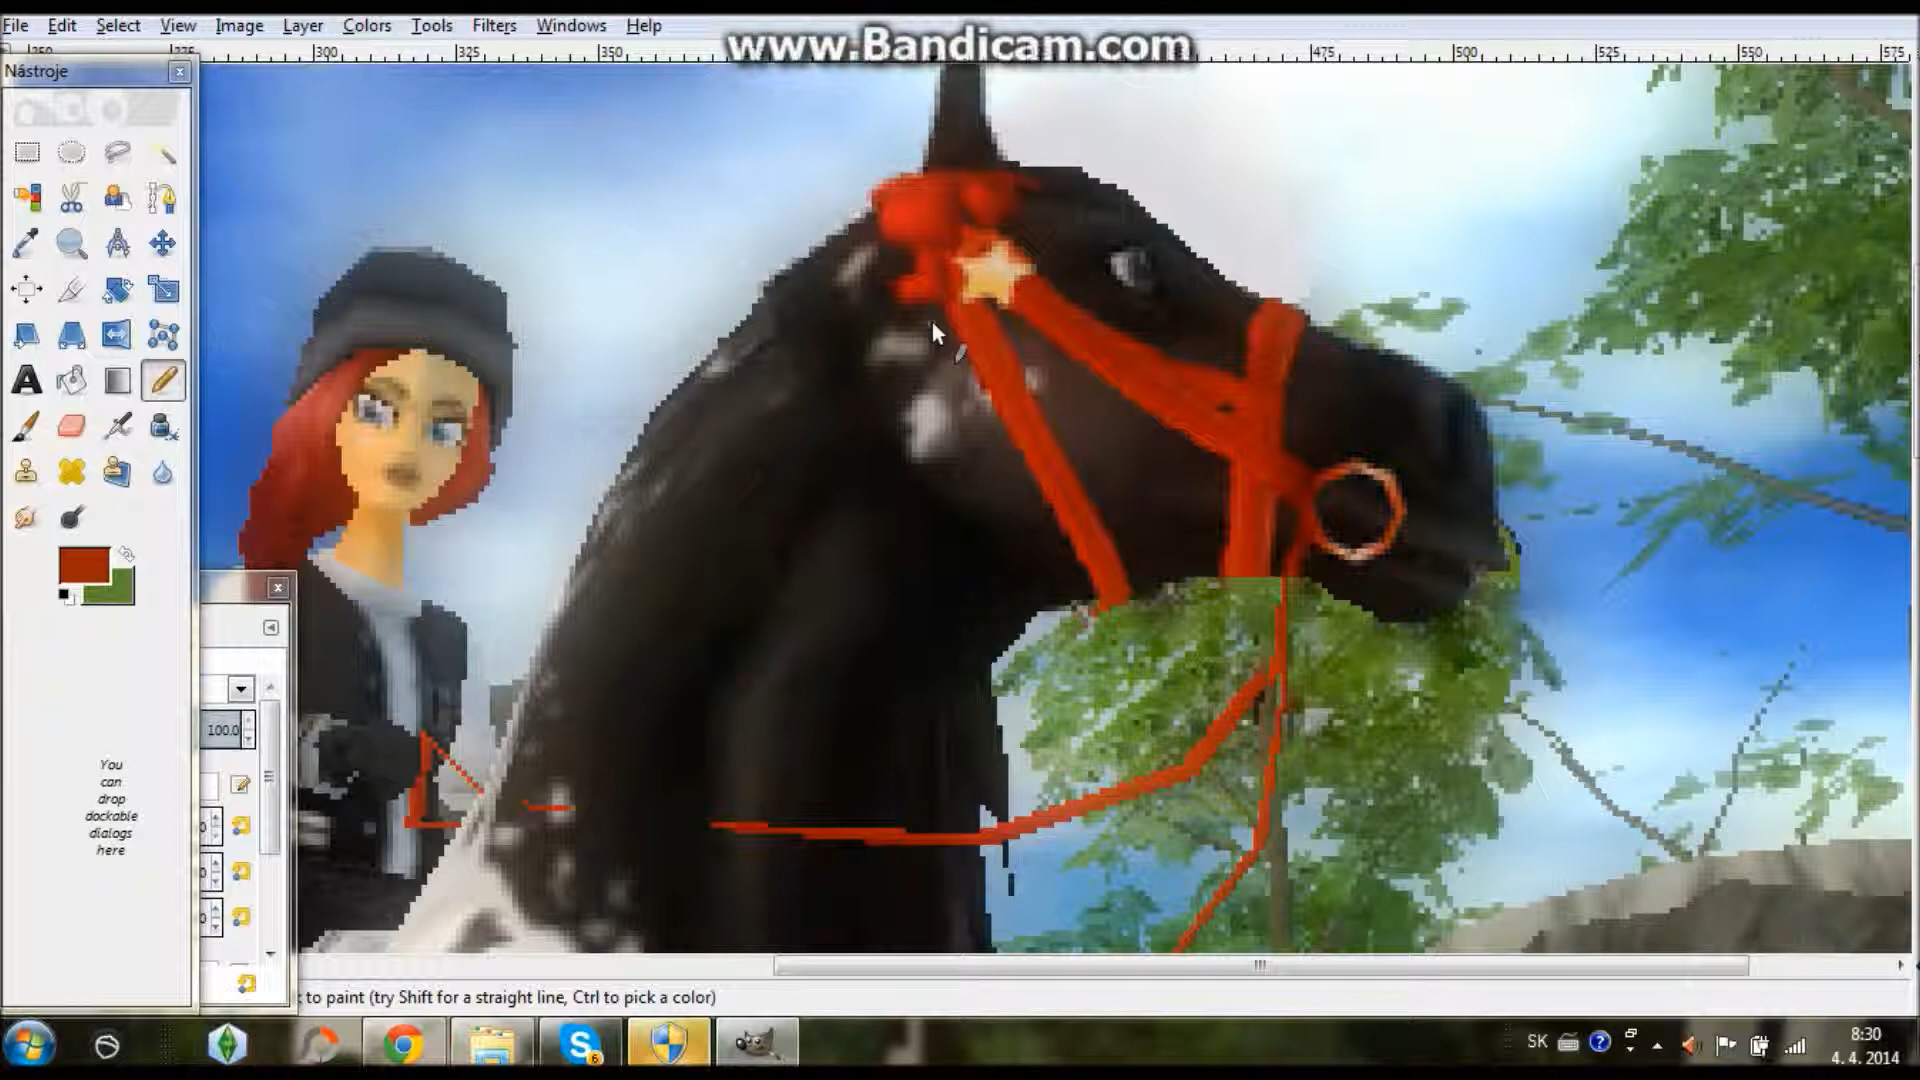 File Edit Select View Image Layer Colors Tools Filters Windows Help
www.Bandicam.com
300 325 350 475 500 525 550 575
Nástroje
100.0
You
can
drop
dockable
dialogs
here
to paint (try Shift for a straight line, Ctrl to pick a color)
SK
6
8:30
4. 4. 2014